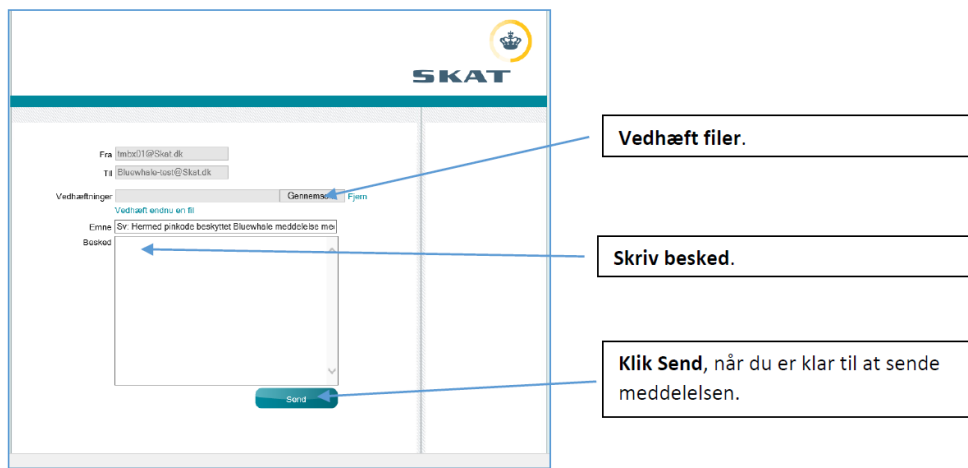 SKAT
Vedhæft filer.
Fra tmbx01@Skat.dk
Til Bluewhale-test@Skat.dk
Vedhæftninger Gennemse Fjern
Vedhæft endnu en fil
Emne Sv: Hermed pinkode beskyttet Bluewhale meddelelse med
Besked
Skriv besked.
Klik Send, når du er klar til at sende
meddelelsen.
Send